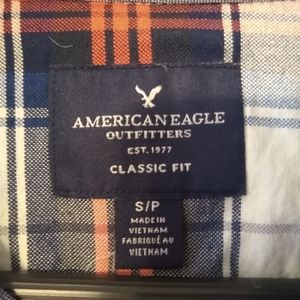 AMERICAN EAGLE
OUTFITTERS
EST. 1977
CLASSIC FIT
S/P
MADE IN
VIETNAM
FABRIQUÉ AU
VIETNAM